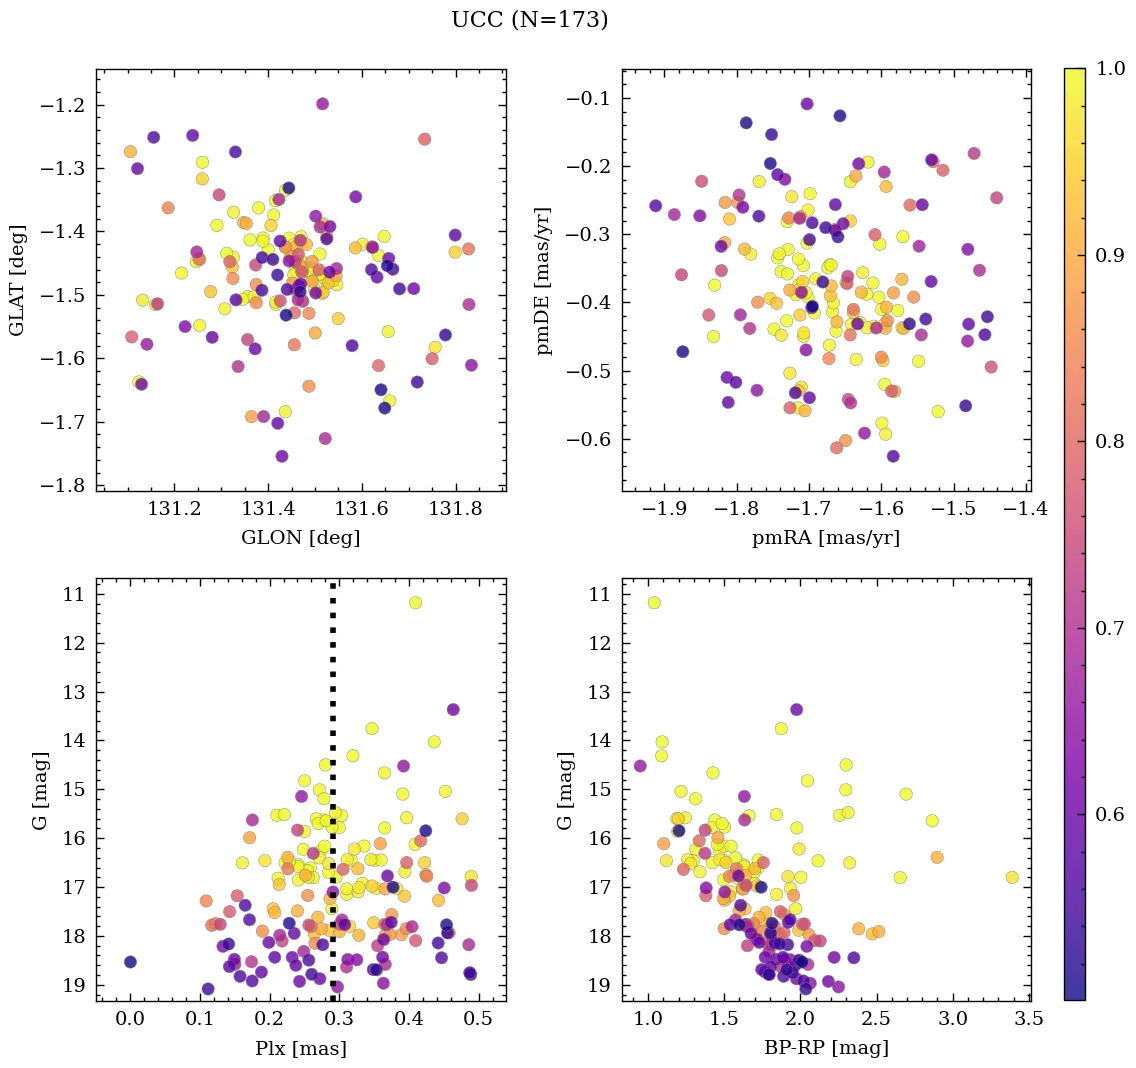 UCC (N=173)
−1.2
−1.3
−1.4
−1.5
−1.6
−1.7
−1.8
GLAT [deg]
131.2 131.4 131.6 131.8
GLON [deg]
−0.1
−0.2
−0.3
−0.4
−0.5
−0.6
pmDE [mas/yr]
−1.9 −1.8 −1.7 −1.6 −1.5 −1.4
pmRA [mas/yr]
11
12
13
14
15
16
17
18
19
G [mag]
0.0 0.1 0.2 0.3 0.4 0.5
Plx [mas]
11
12
13
14
15
16
17
18
19
G [mag]
1.0 1.5 2.0 2.5 3.0 3.5
BP-RP [mag]
1.0
0.9
0.8
0.7
0.6